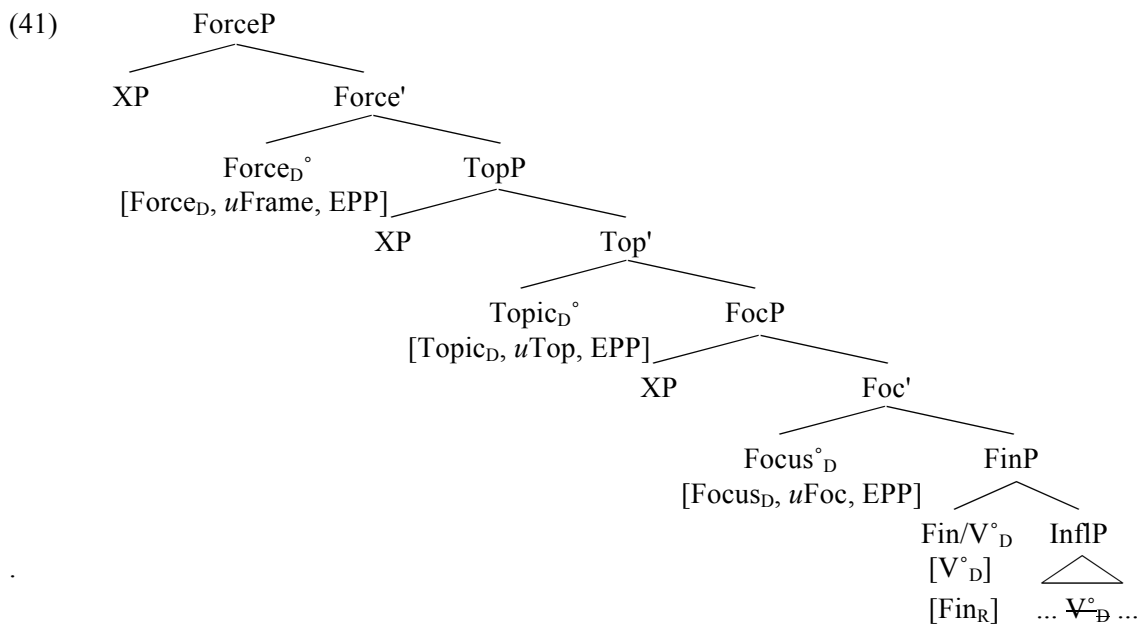 (41) ForceP
XP Force'
Force_D° TopP
[Force_D, uFrame, EPP] XP Top'
Topic_D° FocP
[Topic_D, uTop, EPP] XP Foc'
Focus°_D FinP
[Focus_D, uFoc, EPP]
Fin/V°_D InflP
. [V°_D]
[Fin_R] ... V°_D ...